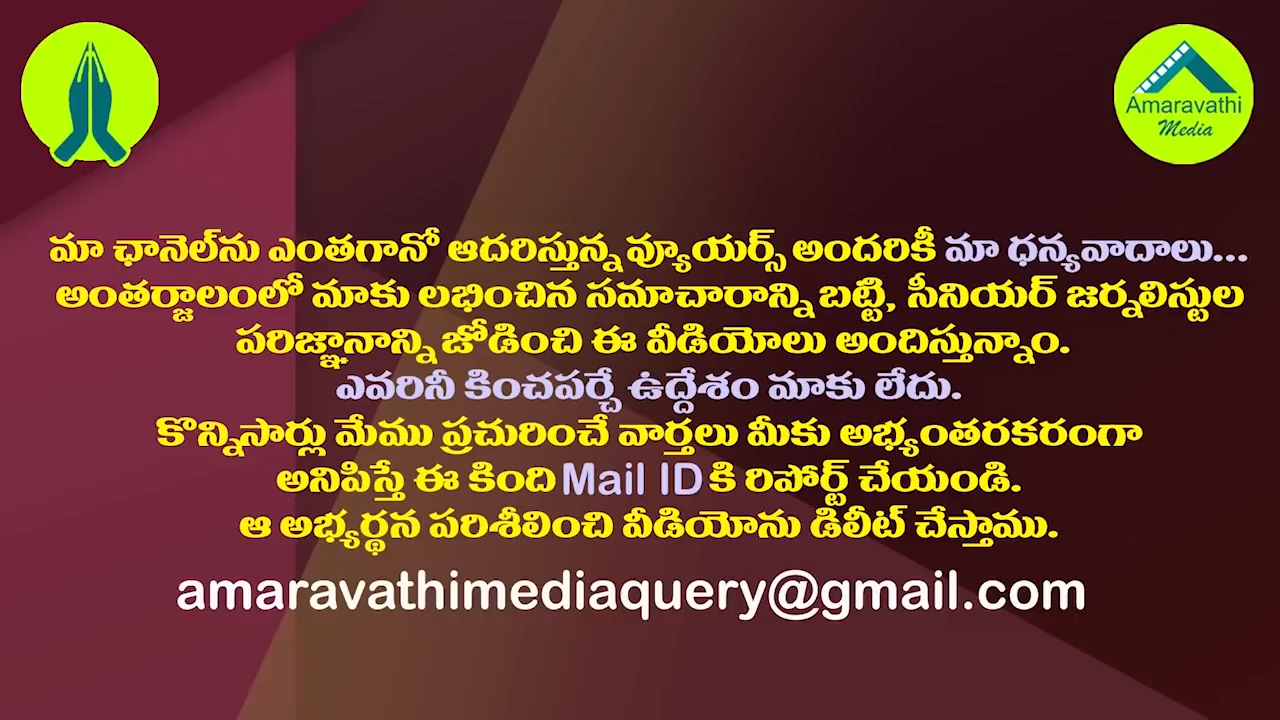 Amaravathi
Media
మా ఛానెల్‌ను ఎంతగానో ఆదరిస్తున్న వ్యూయర్స్ అందరికీ మా ధన్యవాదాలు...
అంతర్జాలంలో మాకు లభించిన సమాచారాన్ని బట్టి, సీనియర్ జర్నలిస్టుల
పరిజ్ఞానాన్ని జోడించి ఈ వీడియోలు అందిస్తున్నాం.
ఎవరినీ కించపర్చే ఉద్దేశం మాకు లేదు.
కొన్నిసార్లు మేము ప్రచురించే వార్తలు మీకు అభ్యంతరకరంగా
అనిపిస్తే ఈ కింది Mail ID కి రిపోర్ట్ చేయండి.
ఆ అభ్యర్థన పరిశీలించి వీడియోను డిలీట్ చేస్తాము.
amaravathimediaquery@gmail.com